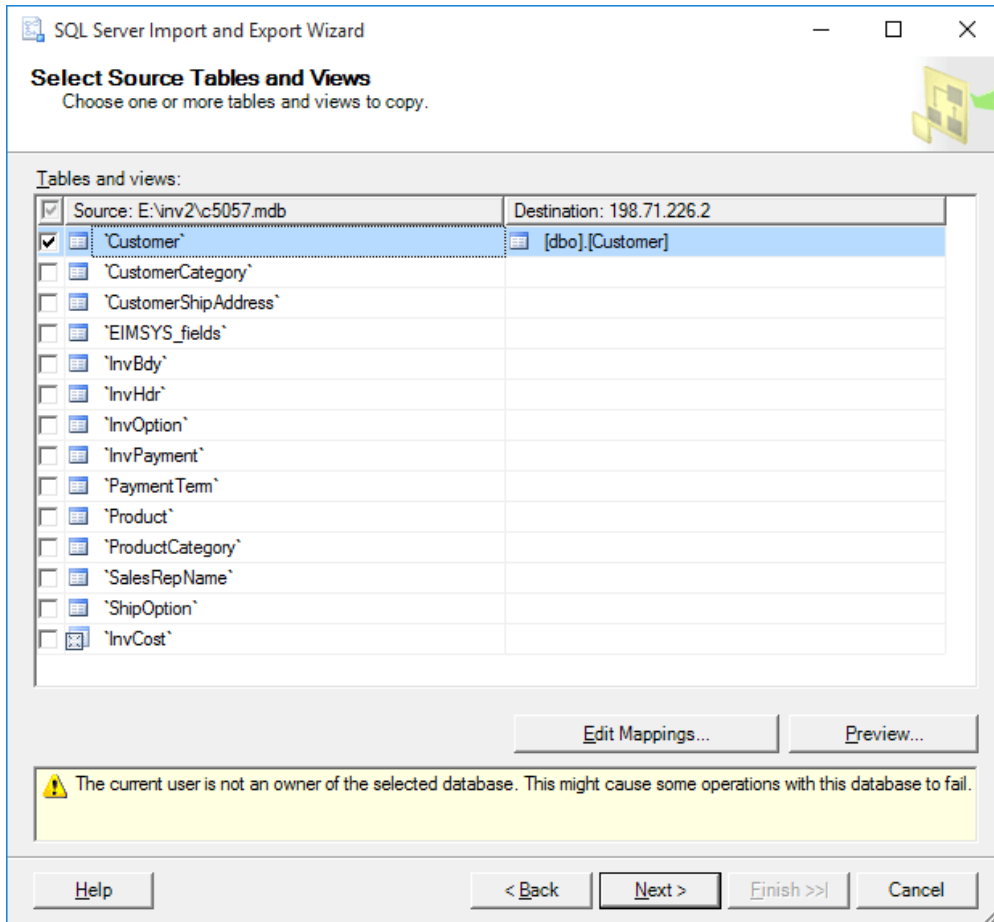 SQL Server Import and Export Wizard
Select Source Tables and Views
Choose one or more tables and views to copy.
Tables and views:
Source: E:\inv2\c5057.mdb Destination: 198.71.226.2
`Customer` [dbo].[Customer]
`CustomerCategory`
`CustomerShipAddress`
`EIMSYS_fields`
`InvBdy`
`InvHdr`
`InvOption`
`InvPayment`
`PaymentTerm`
`Product`
`ProductCategory`
`SalesRepName`
`ShipOption`
`InvCost`
Edit Mappings... Preview...
The current user is not an owner of the selected database. This might cause some operations with this database to fail.
Help < Back Next > Finish >>| Cancel